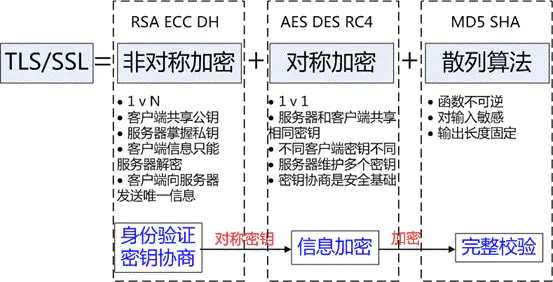 RSA ECC DH
AES DES RC4
MD5 SHA
TLS/SSL = 非对称加密 + 对称加密 + 散列算法
• 1 v N
• 客户端共享公钥
• 服务器掌握私钥
• 客户端信息只能
服务器解密
• 客户端向服务器
发送唯一信息
• 1 v 1
• 服务器和客户端共享
相同密钥
• 不同客户端密钥不同
• 服务器维护多个密钥
• 密钥协商是安全基础
• 函数不可逆
• 对输入敏感
• 输出长度固定
身份验证
密钥协商
对称密钥
信息加密
加密
完整校验